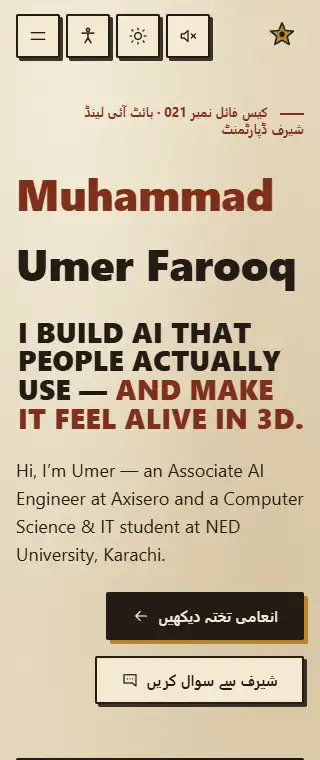 کیس فائل نمبر 021 · بائٹ آئی لینڈ
شیرف ڈپارٹمنٹ
Muhammad
Umer Farooq
I BUILD AI THAT
PEOPLE ACTUALLY
USE — AND MAKE
IT FEEL ALIVE IN 3D.
Hi, I’m Umer — an Associate AI
Engineer at Axisero and a Computer
Science & IT student at NED
University, Karachi.
انعامی تختہ دیکھیں
شیرف سے سوال کریں